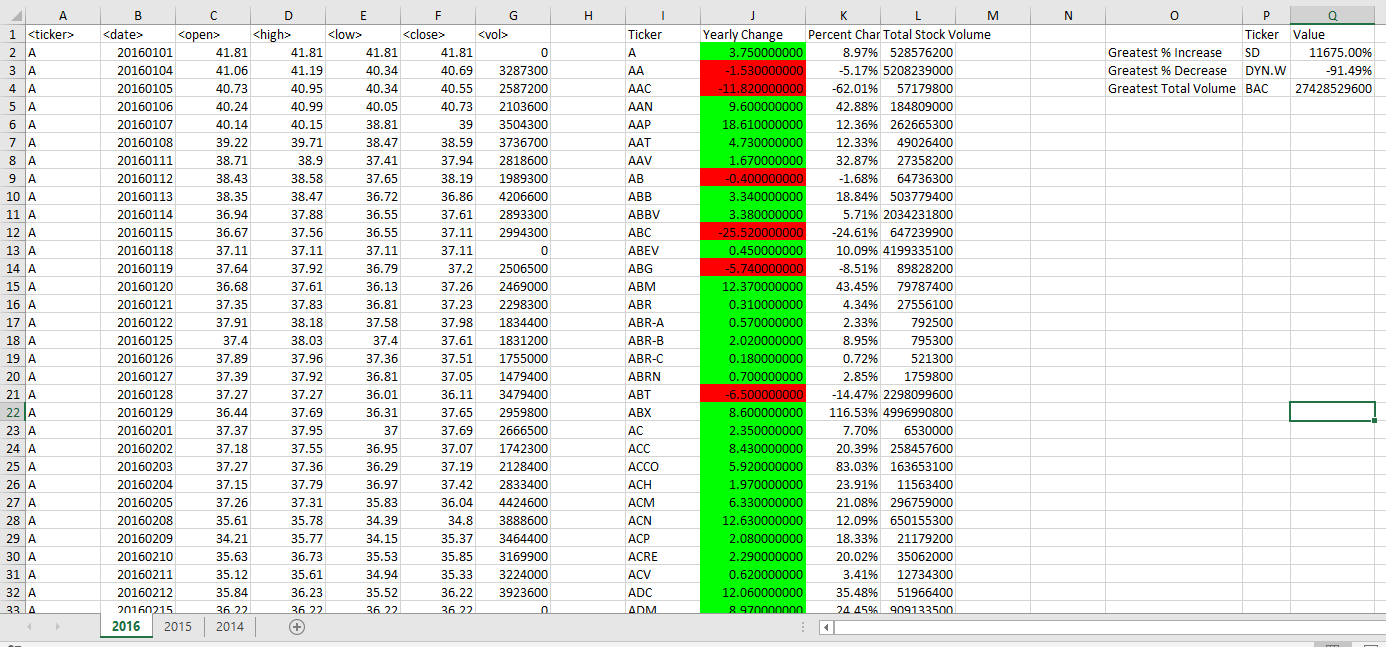 A B C D E F G H I J K L M N O P Q
1 <ticker> <date> <open> <high> <low> <close> <vol> Ticker Yearly Change Percent Char Total Stock Volume Ticker Value
2 A 20160101 41.81 41.81 41.81 41.81 0 A 3.750000000 8.97% 528576200 Greatest % Increase SD 11675.00%
3 A 20160104 41.06 41.19 40.34 40.69 3287300 AA -1.530000000 -5.17% 5208239000 Greatest % Decrease DYN.W -91.49%
4 A 20160105 40.73 40.95 40.34 40.55 2587200 AAC -11.820000000 -62.01% 57179800 Greatest Total Volume BAC 27428529600
5 A 20160106 40.24 40.99 40.05 40.73 2103600 AAN 9.600000000 42.88% 184809000
6 A 20160107 40.14 40.15 38.81 39 3504300 AAP 18.610000000 12.36% 262665300
7 A 20160108 39.22 39.71 38.47 38.59 3736700 AAT 4.730000000 12.33% 49026400
8 A 20160111 38.71 38.9 37.41 37.94 2818600 AAV 1.670000000 32.87% 27358200
9 A 20160112 38.43 38.58 37.65 38.19 1989300 AB -0.400000000 -1.68% 64736300
10 A 20160113 38.35 38.47 36.72 36.86 4206600 ABB 3.340000000 18.84% 503779400
11 A 20160114 36.94 37.88 36.55 37.61 2893300 ABBV 3.380000000 5.71% 2034231800
12 A 20160115 36.67 37.56 36.55 37.11 2994300 ABC -25.520000000 -24.61% 647239900
13 A 20160118 37.11 37.11 37.11 37.11 0 ABEV 0.450000000 10.09% 4199335100
14 A 20160119 37.64 37.92 36.79 37.2 2506500 ABG -5.740000000 -8.51% 89828200
15 A 20160120 36.68 37.61 36.13 37.26 2469000 ABM 12.370000000 43.45% 79787400
16 A 20160121 37.35 37.83 36.81 37.23 2298300 ABR 0.310000000 4.34% 27556100
17 A 20160122 37.91 38.18 37.58 37.98 1834400 ABR-A 0.570000000 2.33% 792500
18 A 20160125 37.4 38.03 37.4 37.61 1831200 ABR-B 2.020000000 8.95% 795300
19 A 20160126 37.89 37.96 37.36 37.51 1755000 ABR-C 0.180000000 0.72% 521300
20 A 20160127 37.39 37.92 36.81 37.05 1479400 ABRN 0.700000000 2.85% 1759800
21 A 20160128 37.27 37.27 36.01 36.11 3479400 ABT -6.500000000 -14.47% 2298099600
22 A 20160129 36.44 37.69 36.31 37.65 2959800 ABX 8.600000000 116.53% 4996990800
23 A 20160201 37.37 37.95 37 37.69 2666500 AC 2.350000000 7.70% 6530000
24 A 20160202 37.18 37.55 36.95 37.07 1742300 ACC 8.430000000 20.39% 258457600
25 A 20160203 37.27 37.36 36.29 37.19 2128400 ACCO 5.920000000 83.03% 163653100
26 A 20160204 37.15 37.79 36.97 37.42 2833400 ACH 1.970000000 23.91% 11563400
27 A 20160205 37.26 37.31 35.83 36.04 4424600 ACM 6.330000000 21.08% 296759000
28 A 20160208 35.61 35.78 34.39 34.8 3888600 ACN 12.630000000 12.09% 650155300
29 A 20160209 34.21 35.77 34.15 35.37 3464400 ACP 2.080000000 18.33% 21179200
30 A 20160210 35.63 36.73 35.53 35.85 3169900 ACRE 2.290000000 20.02% 35062000
31 A 20160211 35.12 35.61 34.94 35.33 3224000 ACV 0.620000000 3.41% 12734300
32 A 20160212 35.84 36.23 35.52 36.22 3923600 ADC 12.060000000 35.48% 51966400
33 A 20160215 36.22 36.22 36.22 36.22 0 ADM 8.970000000 24.45% 909133500
2016 2015 2014